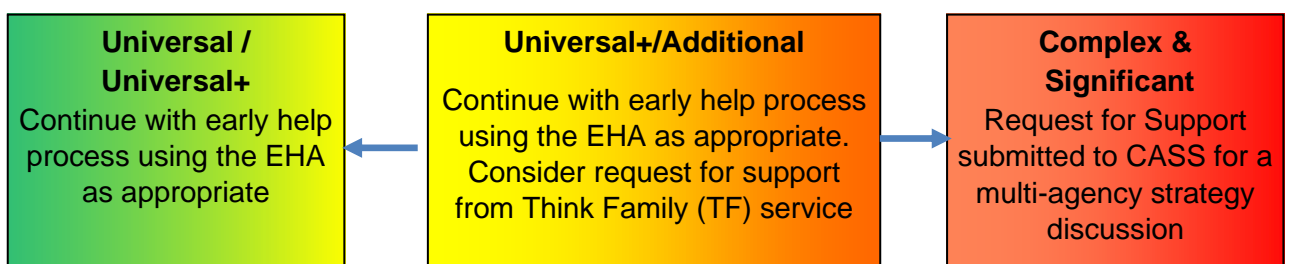 Universal /
Universal+
Continue with early help
process using the EHA
as appropriate
Universal+/Additional
Continue with early help process
using the EHA as appropriate.
Consider request for support
from Think Family (TF) service
Complex &
Significant
Request for Support
submitted to CASS for a
multi-agency strategy
discussion